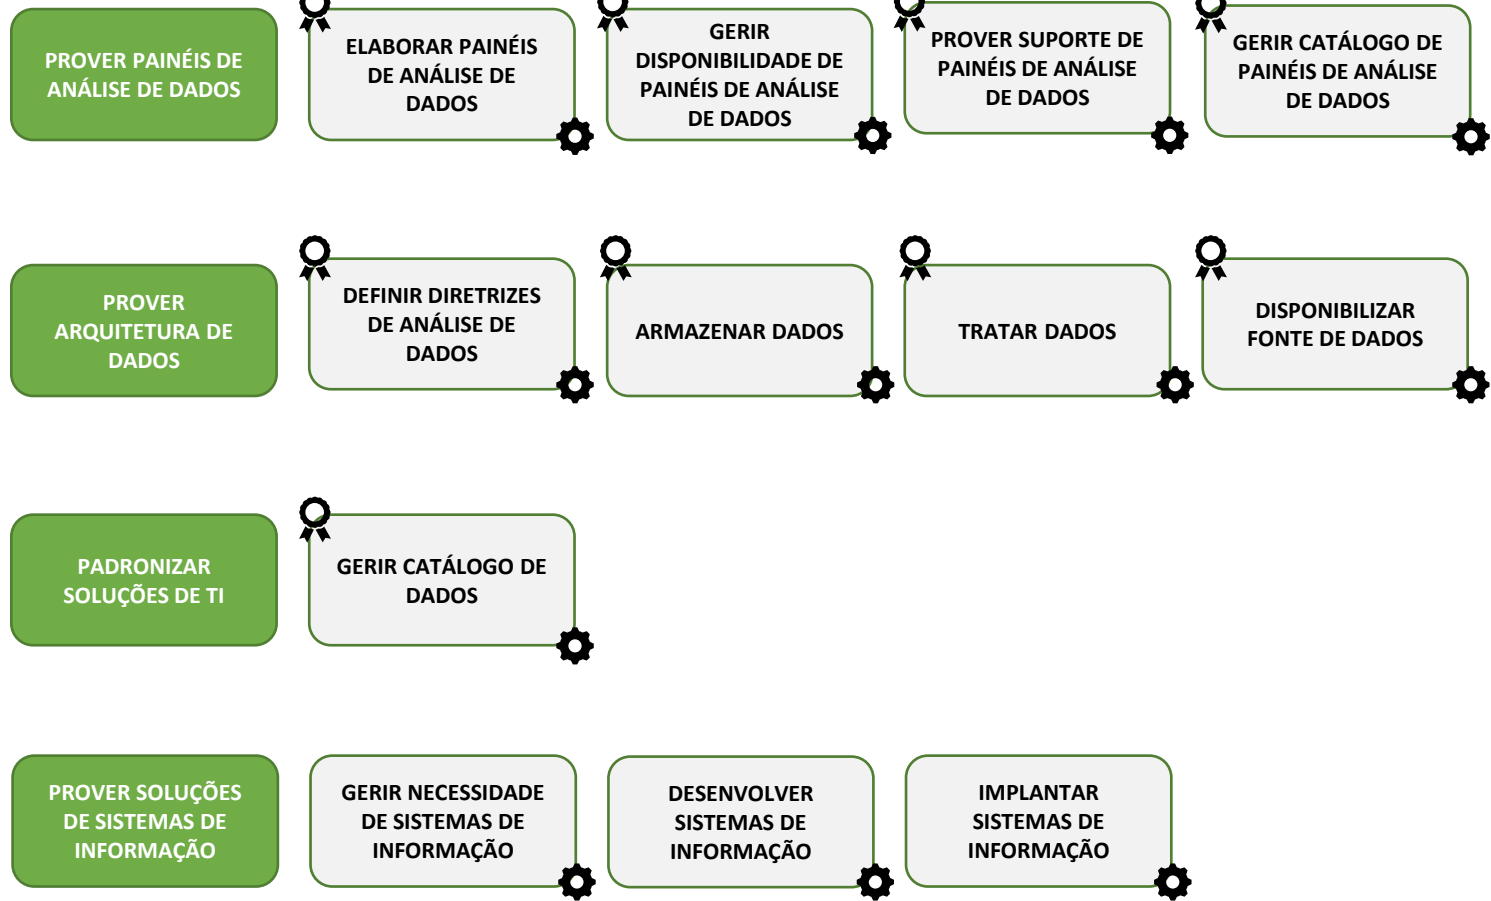 PROVER PAINÉIS DE
ANÁLISE DE DADOS
ELABORAR PAINÉIS
DE ANÁLISE DE
DADOS
GERIR
DISPONIBILIDADE DE
PAINÉIS DE ANÁLISE
DE DADOS
PROVER SUPORTE DE
PAINÉIS DE ANÁLISE
DE DADOS
GERIR CATÁLOGO DE
PAINÉIS DE ANÁLISE
DE DADOS
PROVER
ARQUITETURA DE
DADOS
DEFINIR DIRETRIZES
DE ANÁLISE DE
DADOS
ARMAZENAR DADOS
TRATAR DADOS
DISPONIBILIZAR
FONTE DE DADOS
PADRONIZAR
SOLUÇÕES DE TI
GERIR CATÁLOGO DE
DADOS
PROVER SOLUÇÕES
DE SISTEMAS DE
INFORMAÇÃO
GERIR NECESSIDADE
DE SISTEMAS DE
INFORMAÇÃO
DESENVOLVER
SISTEMAS DE
INFORMAÇÃO
IMPLANTAR
SISTEMAS DE
INFORMAÇÃO